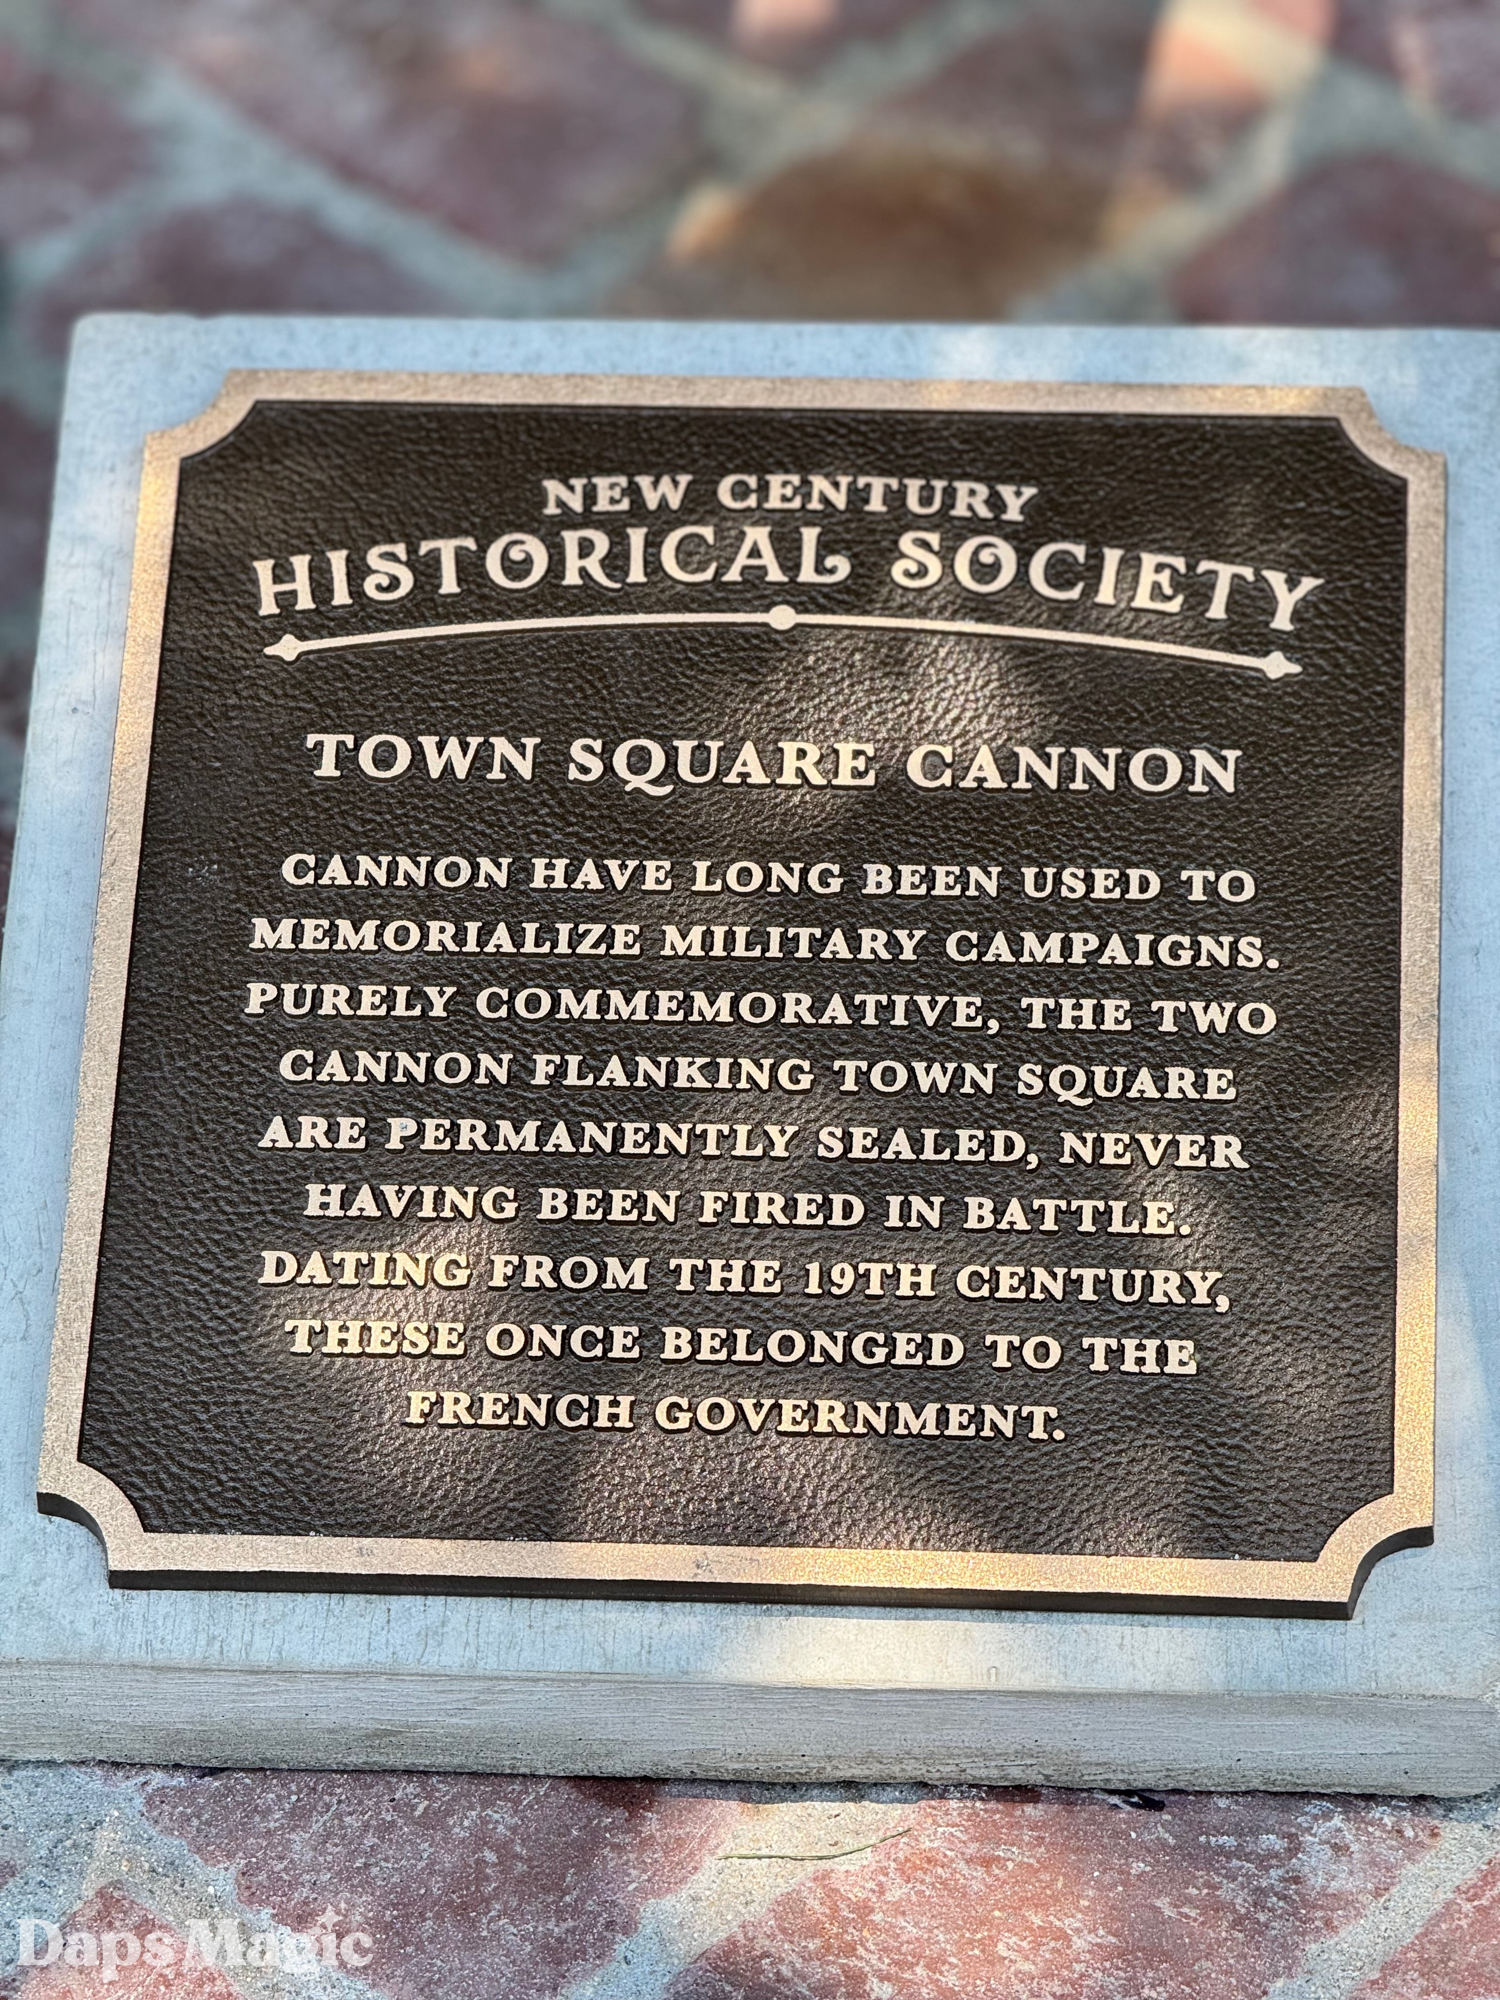 NEW CENTURY
HISTORICAL SOCIETY
TOWN SQUARE CANNON
CANNON HAVE LONG BEEN USED TO
MEMORIALIZE MILITARY CAMPAIGNS.
PURELY COMMEMORATIVE, THE TWO
CANNON FLANKING TOWN SQUARE
ARE PERMANENTLY SEALED, NEVER
HAVING BEEN FIRED IN BATTLE.
DATING FROM THE 19TH CENTURY,
THESE ONCE BELONGED TO THE
FRENCH GOVERNMENT.
DapsMagic